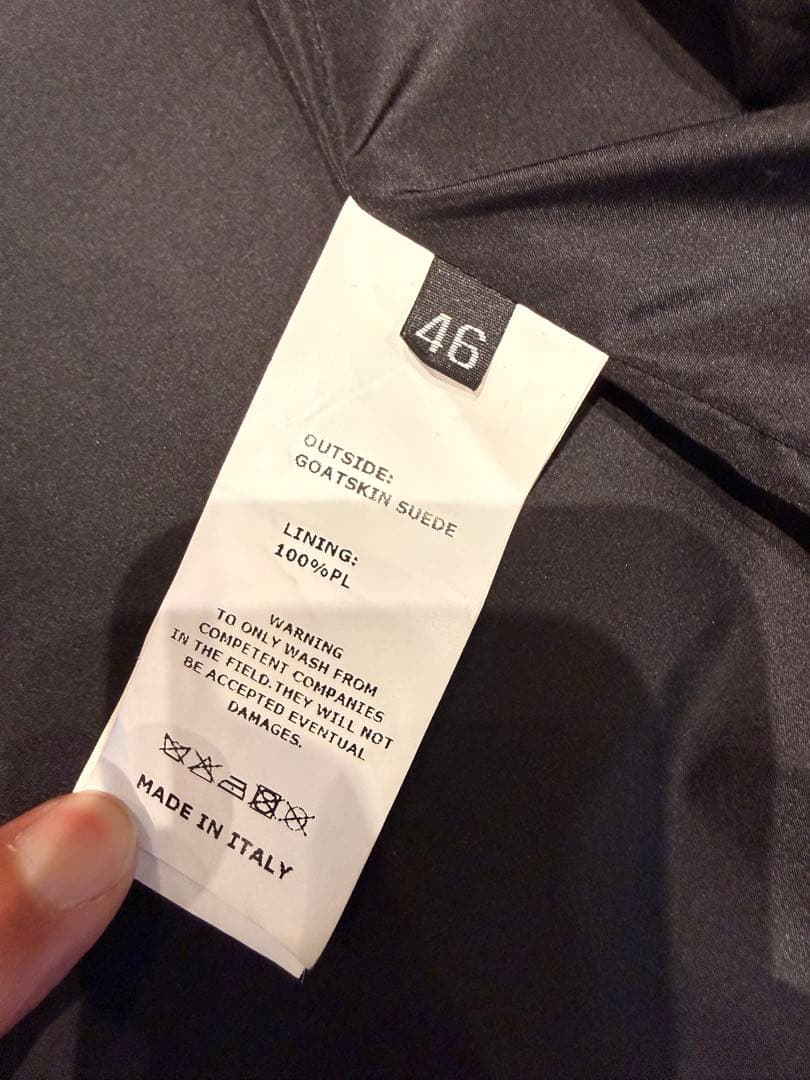 46
OUTSIDE:
GOATSKIN SUEDE
LINING:
100%PL
WARNING
TO ONLY WASH FROM
COMPETENT COMPANIES
IN THE FIELD.THEY WILL NOT
BE ACCEPTED EVENTUAL
DAMAGES.
MADE IN ITALY